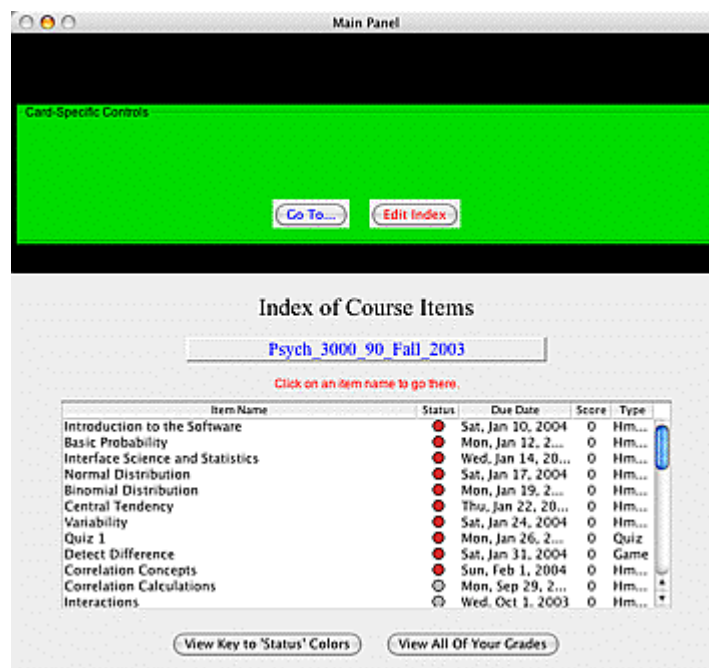 Main Panel
Card-Specific Controls
Go To... Edit Index
Index of Course Items
Psych_3000_90_Fall_2003
Click on an item name to go there.
Item Name Status Due Date Score Type
Introduction to the Software Sat, Jan 10, 2004 0 Hm...
Basic Probability Mon, Jan 12, 2... 0 Hm...
Interface Science and Statistics Wed, Jan 14, 20... 0 Hm...
Normal Distribution Sat, Jan 17, 2004 0 Hm...
Binomial Distribution Mon, Jan 19, 2... 0 Hm...
Central Tendency Thu, Jan 22, 20... 0 Hm...
Variability Sat, Jan 24, 2004 0 Hm...
Quiz 1 Mon, Jan 26, 2... 0 Quiz
Detect Difference Sat, Jan 31, 2004 0 Game
Correlation Concepts Sun, Feb 1, 2004 0 Hm...
Correlation Calculations Mon, Sep 29, 2... 0 Hm...
Interactions Wed, Oct 1, 2003 0 Hm...
View Key to 'Status' Colors View All Of Your Grades